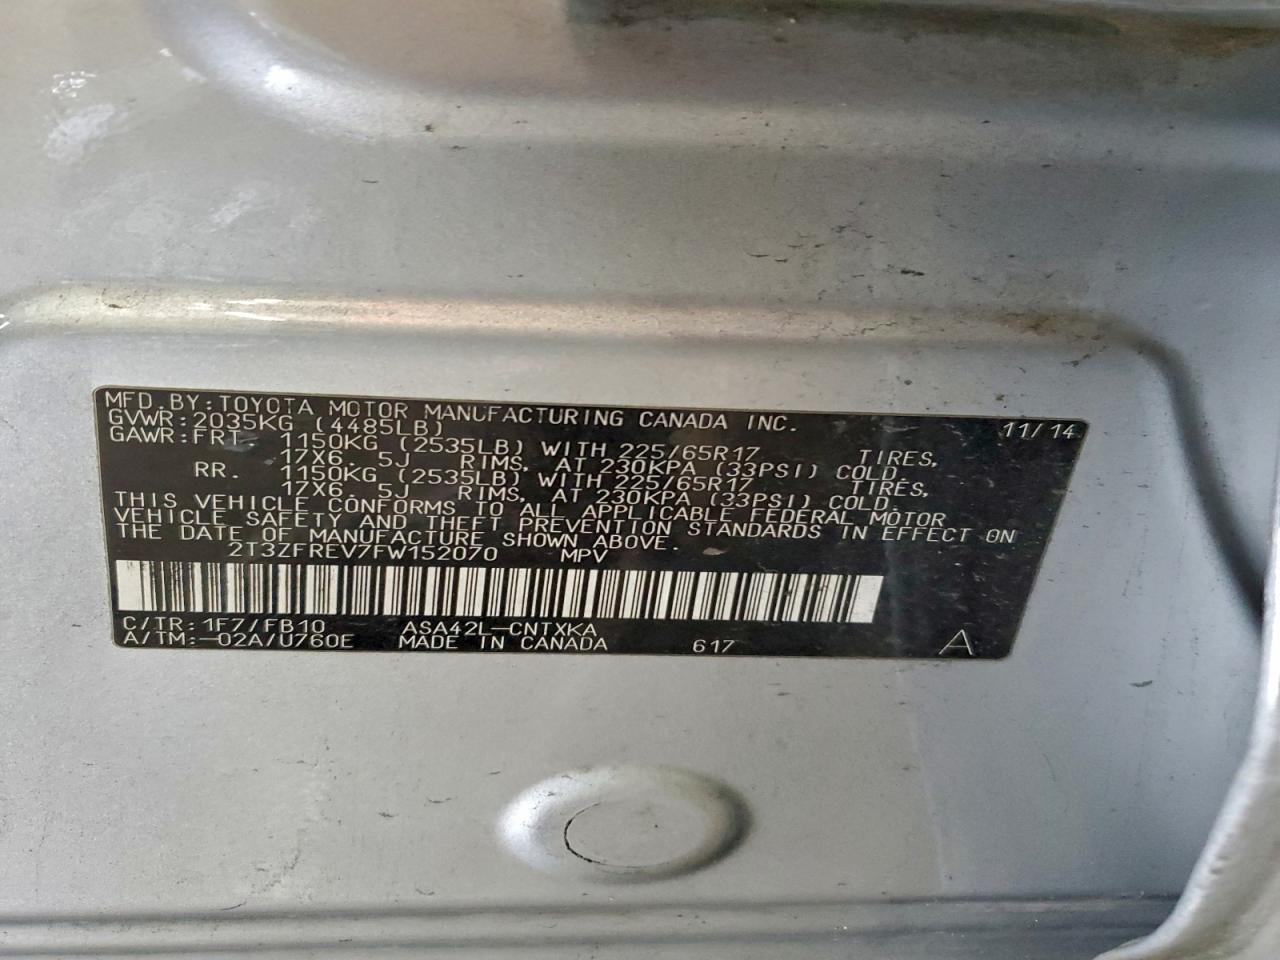 MFD. BY: TOYOTA MOTOR MANUFACTURING CANADA INC. 11/14
GVWR: 2035KG (4485LB)
GAWR: FRT. 1150KG (2535LB) WITH 225/65R17 TIRES,
17X6. 5J RIMS, AT 230KPA (33PSI) COLD
RR. 1150KG (2535LB) WITH 225/65R17 TIRES,
17X6. 5J RIMS, AT 230KPA (33PSI) COLD.
THIS VEHICLE CONFORMS TO ALL APPLICABLE FEDERAL MOTOR
VEHICLE SAFETY AND THEFT PREVENTION STANDARDS IN EFFECT ON
THE DATE OF MANUFACTURE SHOWN ABOVE.
2T3ZFREV7FW152070 MPV
C/TR: 1F7/FB10 ASA42L-CNTXKA
A/TM: -02A/U760E MADE IN CANADA 617 A